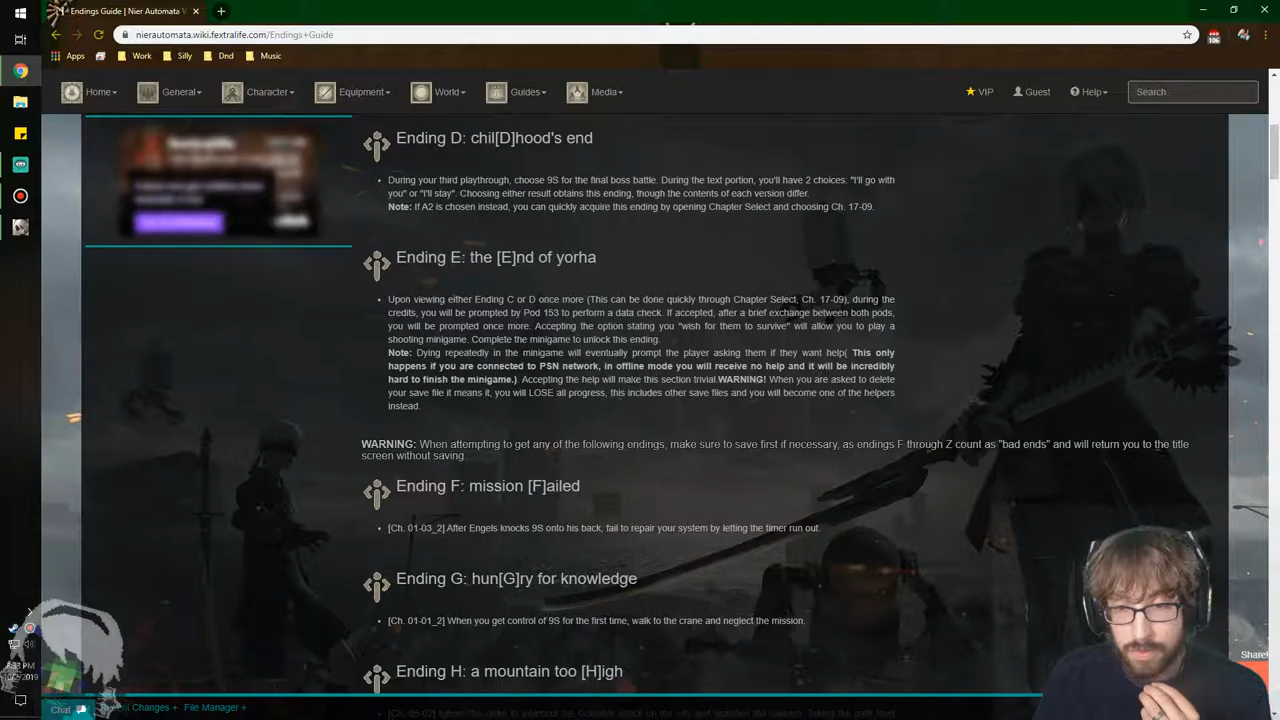 Endings Guide | Nier Automata W
nierautomata.wiki.fextralife.com/Endings+Guide
106
Apps Work Silly Dnd Music
Home General Character Equipment World Guides Media VIP Guest Help Search
Ending D: chil[D]hood's end
During your third playthrough, choose 9S for the final boss battle. During the text portion, you'll have 2 choices: "I'll go with
you" or "I'll stay". Choosing either result obtains this ending, though the contents of each version differ.
Note: If A2 is chosen instead, you can quickly acquire this ending by opening Chapter Select and choosing Ch. 17-09.
Ending E: the [E]nd of yorha
Upon viewing either Ending C or D once more (This can be done quickly through Chapter Select, Ch. 17-09), during the
credits, you will be prompted by Pod 153 to perform a data check. If accepted, after a brief exchange between both pods,
you will be prompted once more. Accepting the option stating you "wish for them to survive" will allow you to play a
shooting minigame. Complete the minigame to unlock this ending.
Note: Dying repeatedly in the minigame will eventually prompt the player asking them if they want help( This only
happens if you are connected to PSN network, in offline mode you will receive no help and it will be incredibly
hard to finish the minigame.). Accepting the help will make this section trivial.WARNING! When you are asked to delete
your save file it means it, you will LOSE all progress, this includes other save files and you will become one of the helpers
instead.
WARNING: When attempting to get any of the following endings, make sure to save first if necessary, as endings F through Z count as "bad ends" and will return you to the title
screen without saving.
Ending F: mission [F]ailed
[Ch. 01-03_2] After Engels knocks 9S onto his back, fail to repair your system by letting the timer run out.
Ending G: hun[G]ry for knowledge
[Ch. 01-01_2] When you get control of 9S for the first time, walk to the crane and neglect the mission.
Ending H: a mountain too [H]igh
Share
Chat
Changes + File Manager +